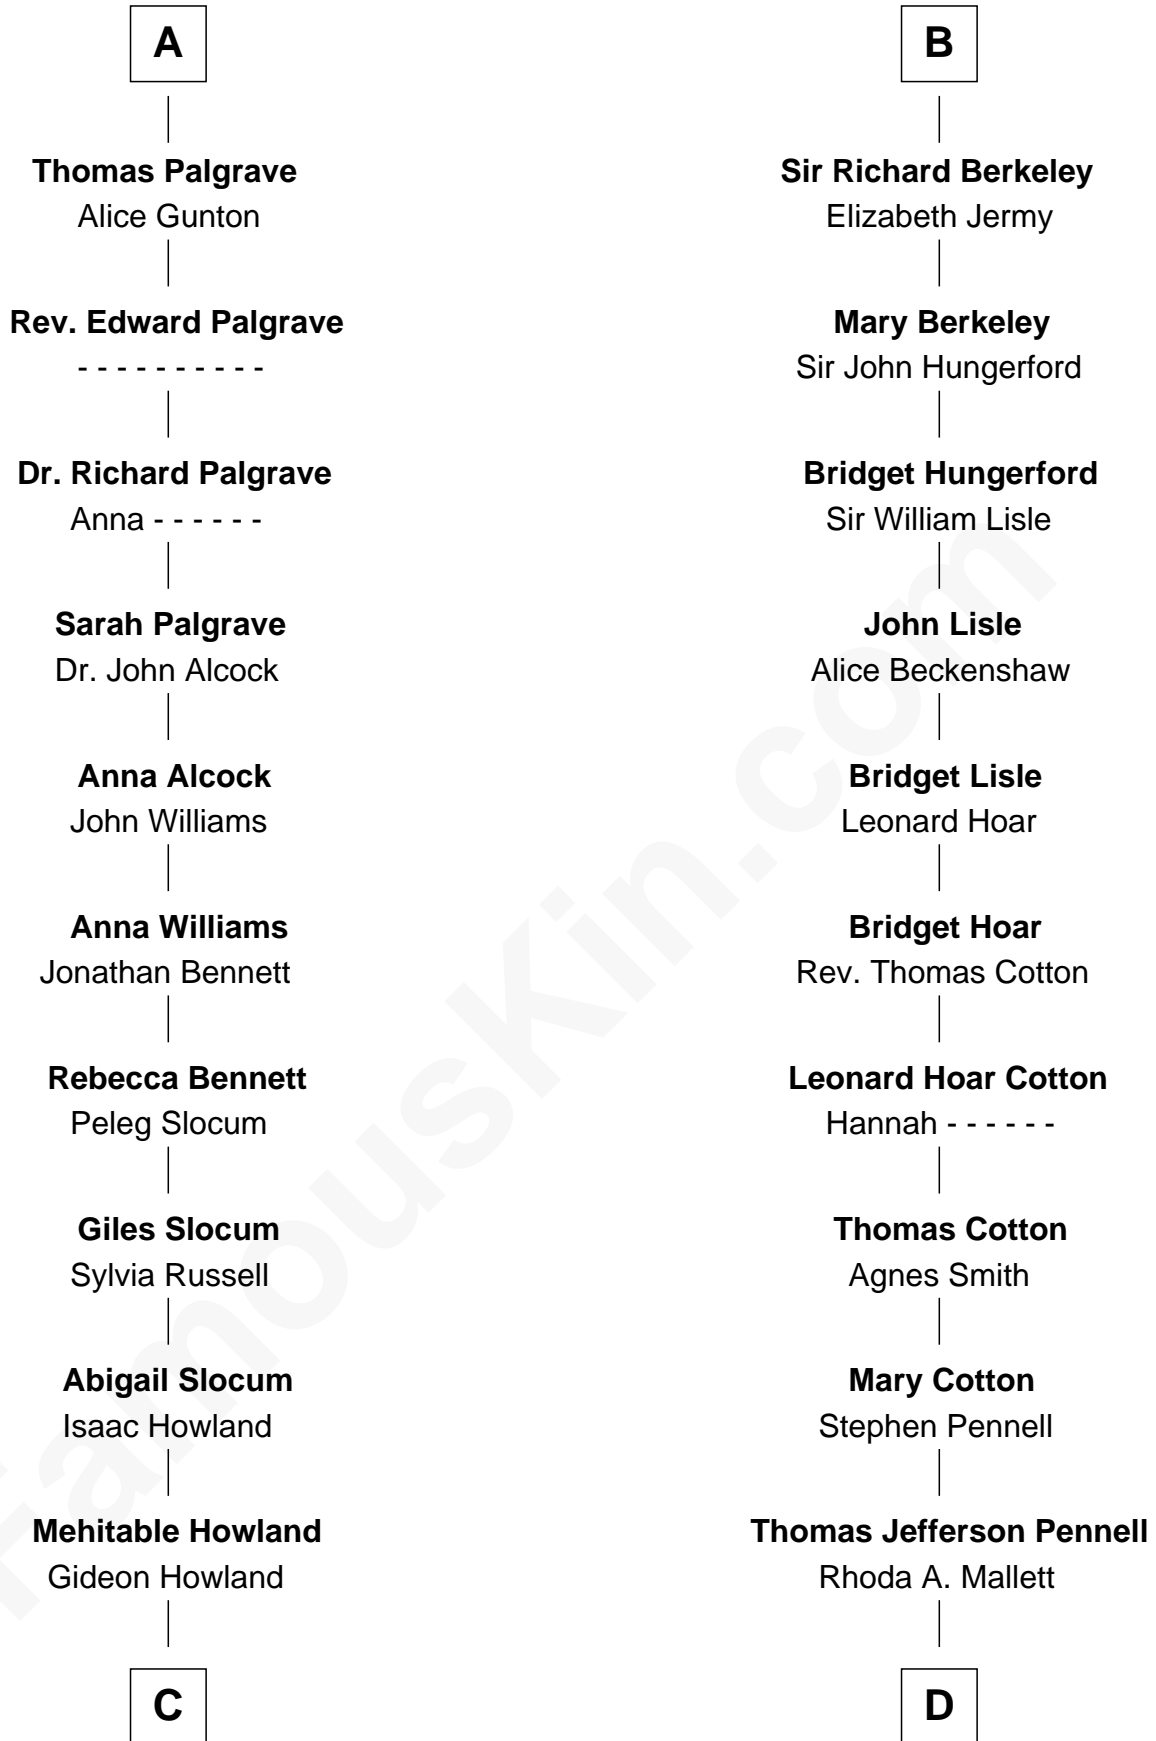 A
Thomas Palgrave
Alice Gunton
Rev. Edward Palgrave
- - - - - - - - - -
Dr. Richard Palgrave
Anna - - - - - -
Sarah Palgrave
Dr. John Alcock
Anna Alcock
John Williams
Anna Williams
Jonathan Bennett
Rebecca Bennett
Peleg Slocum
Giles Slocum
Sylvia Russell
Abigail Slocum
Isaac Howland
Mehitable Howland
Gideon Howland
C
B
Sir Richard Berkeley
Elizabeth Jermy
Mary Berkeley
Sir John Hungerford
Bridget Hungerford
Sir William Lisle
John Lisle
Alice Beckenshaw
Bridget Lisle
Leonard Hoar
Bridget Hoar
Rev. Thomas Cotton
Leonard Hoar Cotton
Hannah - - - - - -
Thomas Cotton
Agnes Smith
Mary Cotton
Stephen Pennell
Thomas Jefferson Pennell
Rhoda A. Mallett
D
FamousKin.com